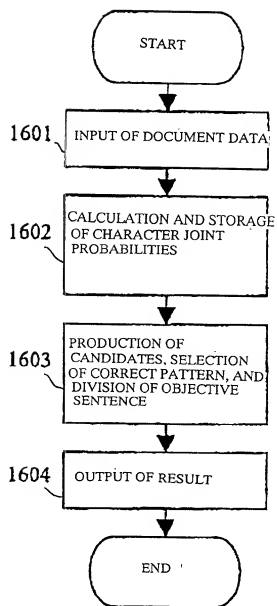 START
1601
INPUT OF DOCUMENT DATA
1602
CALCULATION AND STORAGE
OF CHARACTER JOINT
PROBABILITIES
1603
PRODUCTION OF
CANDIDATES, SELECTION
OF CORRECT PATTERN, AND
DIVISION OF OBJECTIVE
SENTENCE
1604
OUTPUT OF RESULT
END